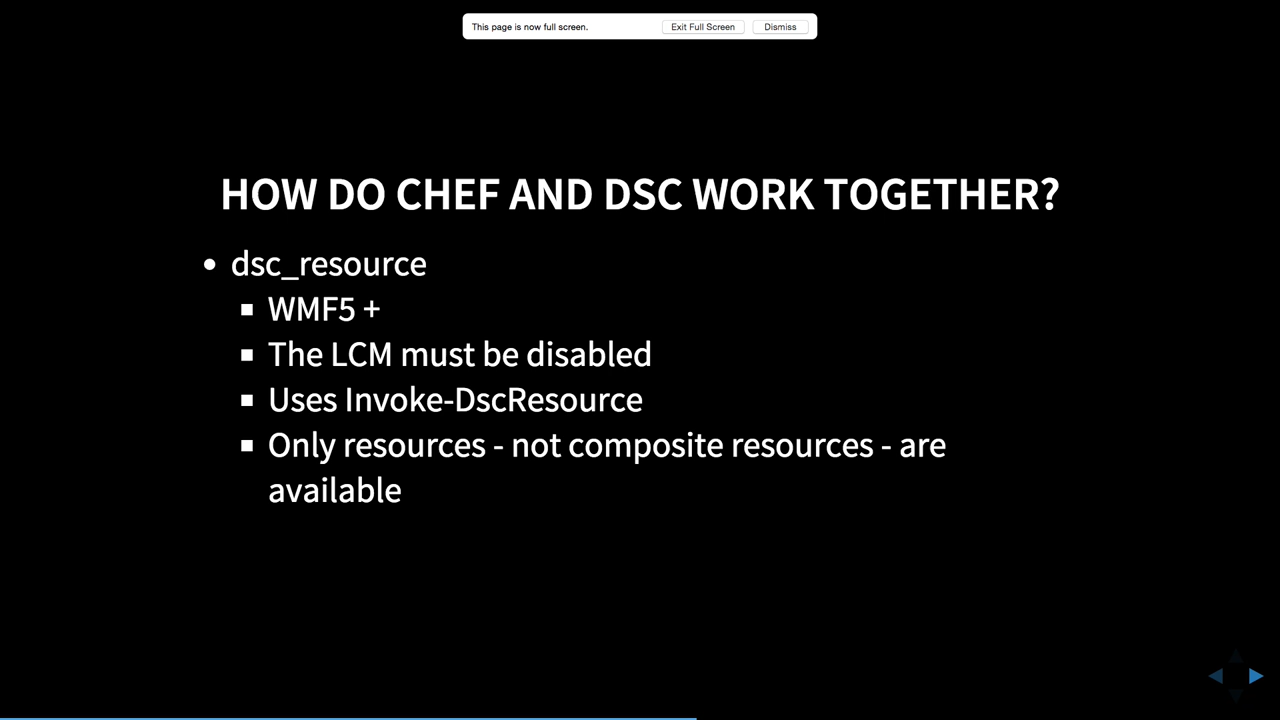 This page is now full screen. Exit Full Screen Dismiss
HOW DO CHEF AND DSC WORK TOGETHER?
dsc_resource
WMF5 +
The LCM must be disabled
Uses Invoke-DscResource
Only resources - not composite resources - are
available